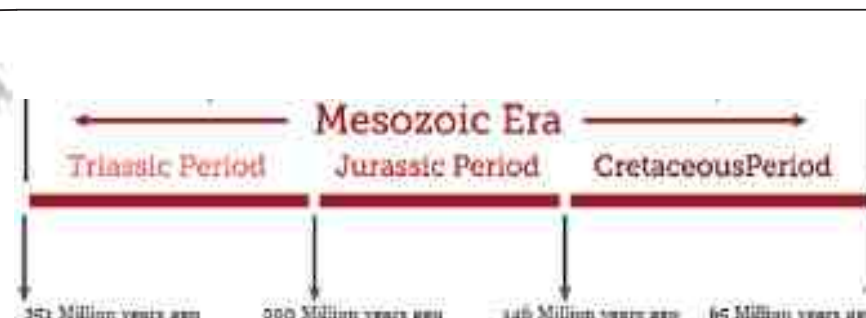 Mesozoic Era
Triassic Period Jurassic Period CretaceousPeriod
251 Million years ago 200 Million years ago 146 Million years ago 65 Million years